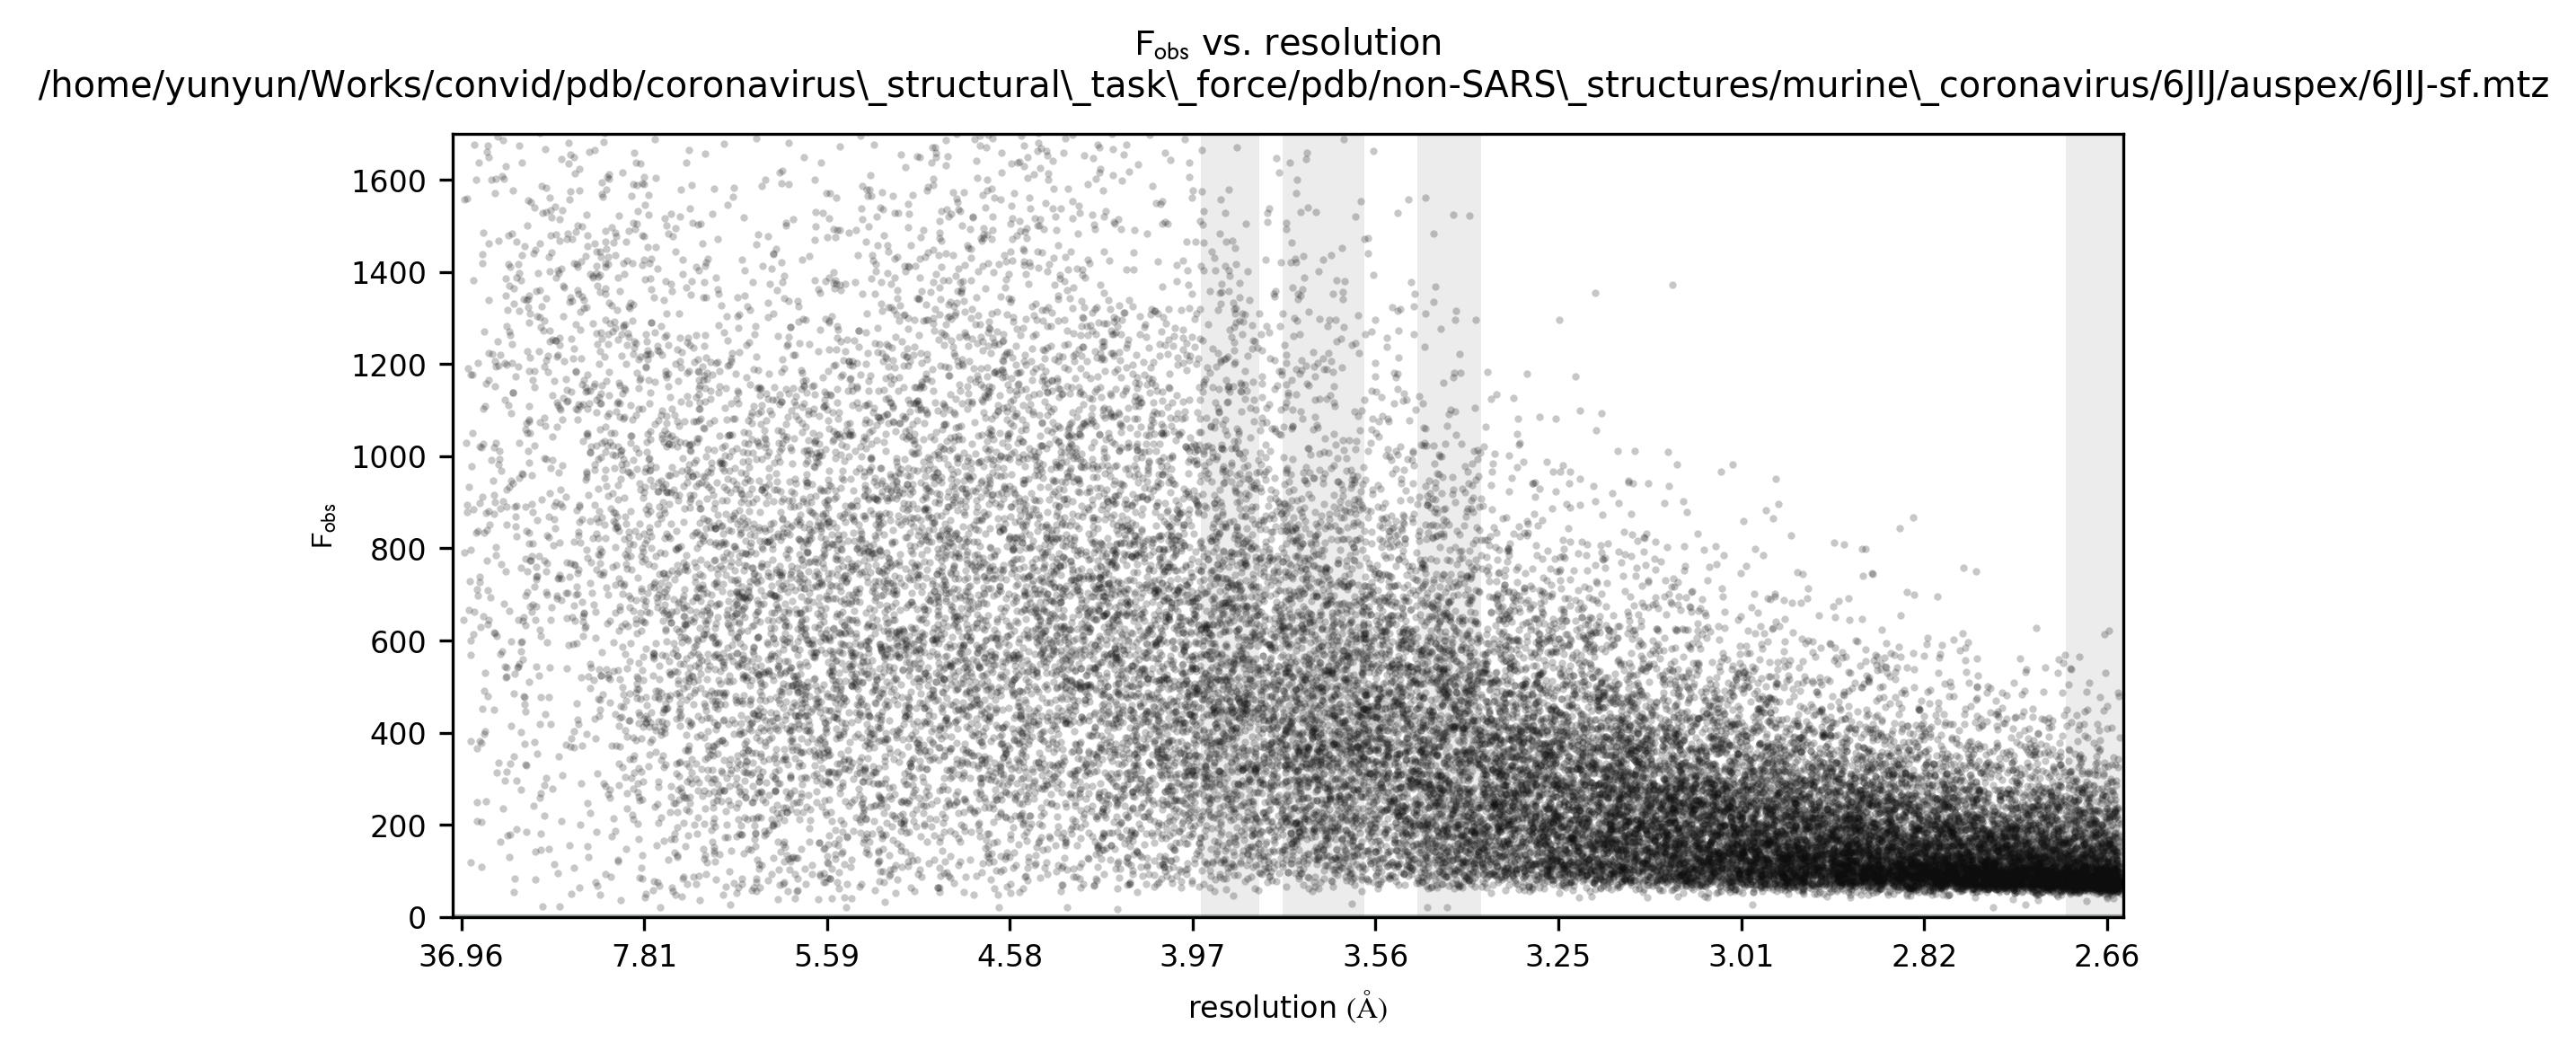 Fobs vs. resolution
/home/yunyun/Works/convid/pdb/coronavirus\_structural\_task\_force/pdb/non-SARS\_structures/murine\_coronavirus/6JIJ/auspex/6JIJ-sf.mtz
1600
1400
1200
1000
800
600
400
200
0
Fobs
36.96 7.81 5.59 4.58 3.97 3.56 3.25 3.01 2.82 2.66
resolution (Å)